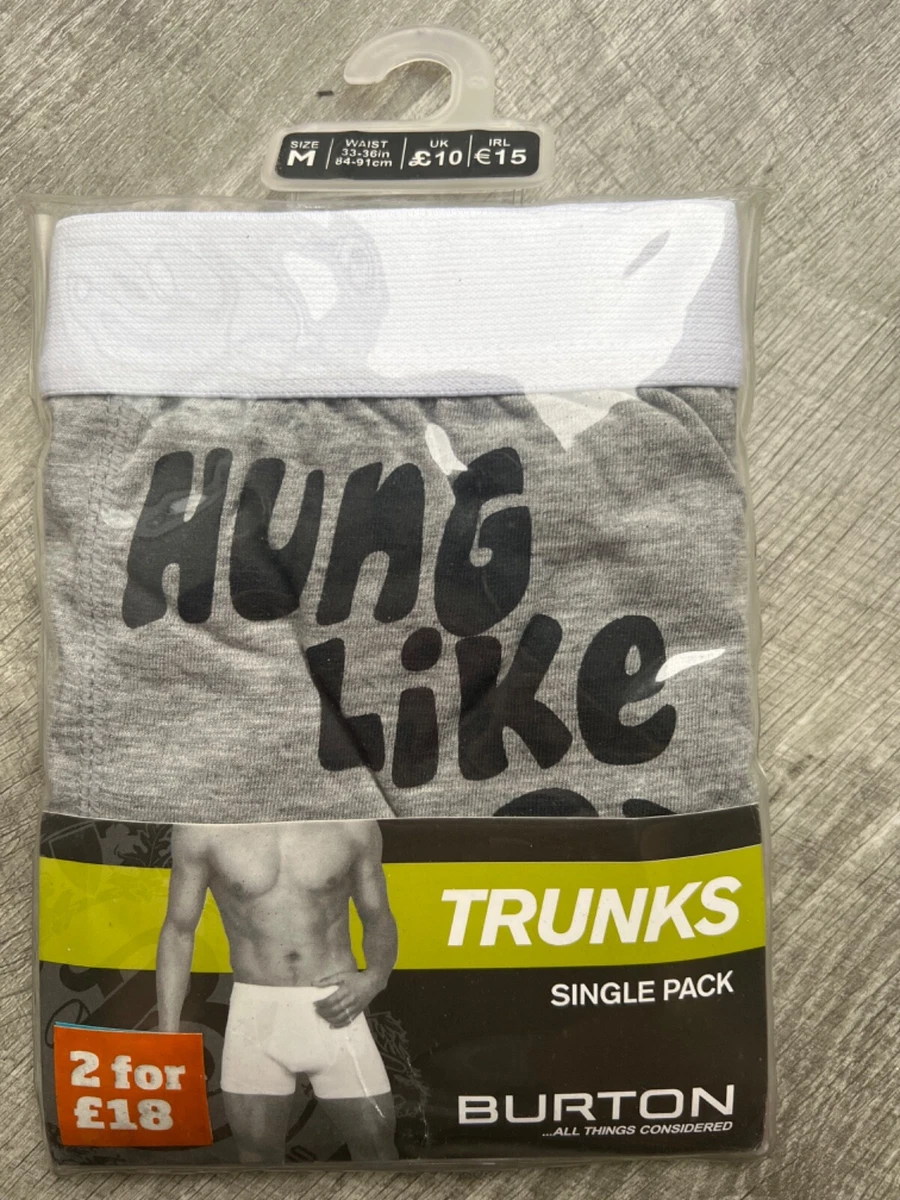 SIZE M
WAIST 33-36in 84-91cm
UK £10
IRL €15
HUNG
LiKe
TRUNKS
SINGLE PACK
2 for
£18
BURTON
...ALL THINGS CONSIDERED